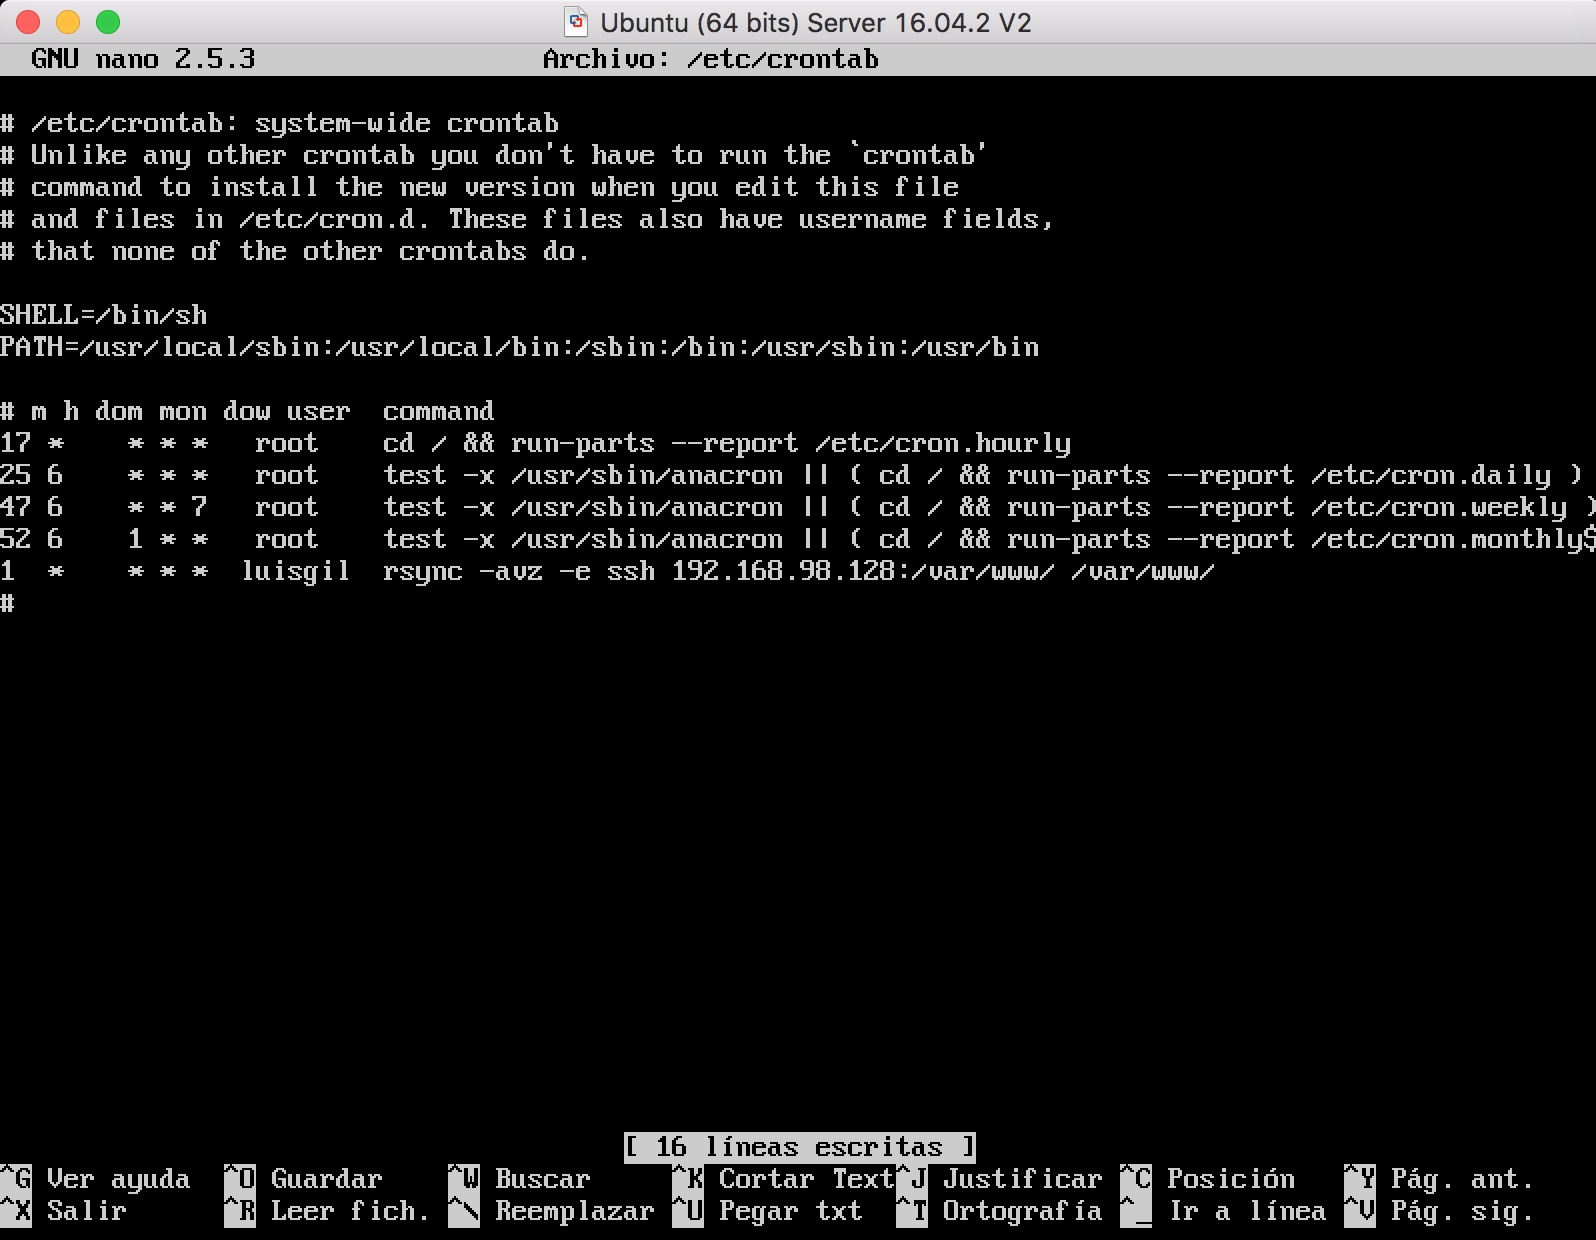 Ubuntu (64 bits) Server 16.04.2 V2
GNU nano 2.5.3 Archivo: /etc/crontab
# /etc/crontab: system-wide crontab
# Unlike any other crontab you don't have to run the `crontab'
# command to install the new version when you edit this file
# and files in /etc/cron.d. These files also have username fields,
# that none of the other crontabs do.
SHELL=/bin/sh
PATH=/usr/local/sbin:/usr/local/bin:/sbin:/bin:/usr/sbin:/usr/bin
# m h dom mon dow user  command
17 *    * * *   root    cd / && run-parts --report /etc/cron.hourly
25 6    * * *   root    test -x /usr/sbin/anacron || ( cd / && run-parts --report /etc/cron.daily )
47 6    * * 7   root    test -x /usr/sbin/anacron || ( cd / && run-parts --report /etc/cron.weekly )
52 6    1 * *   root    test -x /usr/sbin/anacron || ( cd / && run-parts --report /etc/cron.monthly$
1  *    * * *  luisgil  rsync -avz -e ssh 192.168.98.128:/var/www/ /var/www/
#
[ 16 líneas escritas ]
^G Ver ayuda ^O Guardar ^W Buscar ^K Cortar Text ^J Justificar ^C Posición ^Y Pág. ant.
^X Salir ^R Leer fich. ^\ Reemplazar ^U Pegar txt ^T Ortografía ^_ Ir a línea ^V Pág. sig.